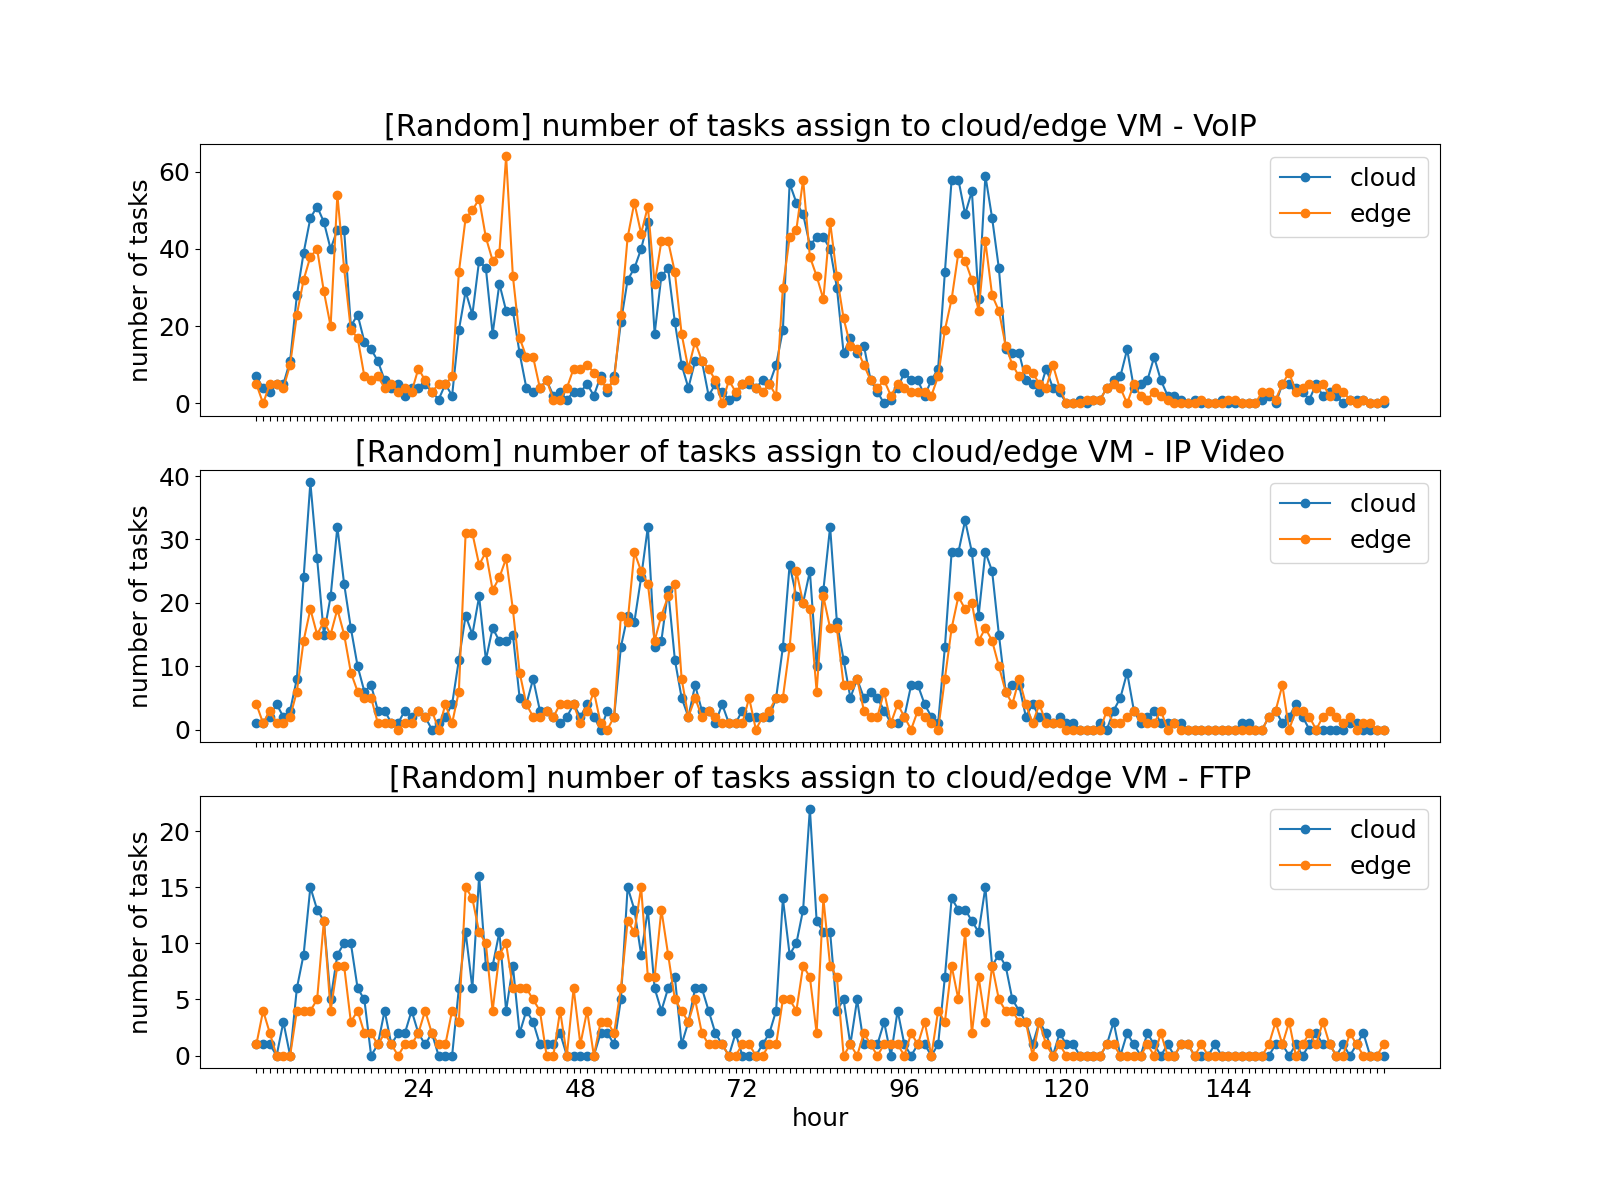 [Random] number of tasks assign to cloud/edge VM - VoIP
number of tasks
60
40
20
0
cloud
edge
[Random] number of tasks assign to cloud/edge VM - IP Video
number of tasks
40
30
20
10
0
cloud
edge
[Random] number of tasks assign to cloud/edge VM - FTP
number of tasks
20
15
10
5
0
cloud
edge
24 48 72 96 120 144
hour